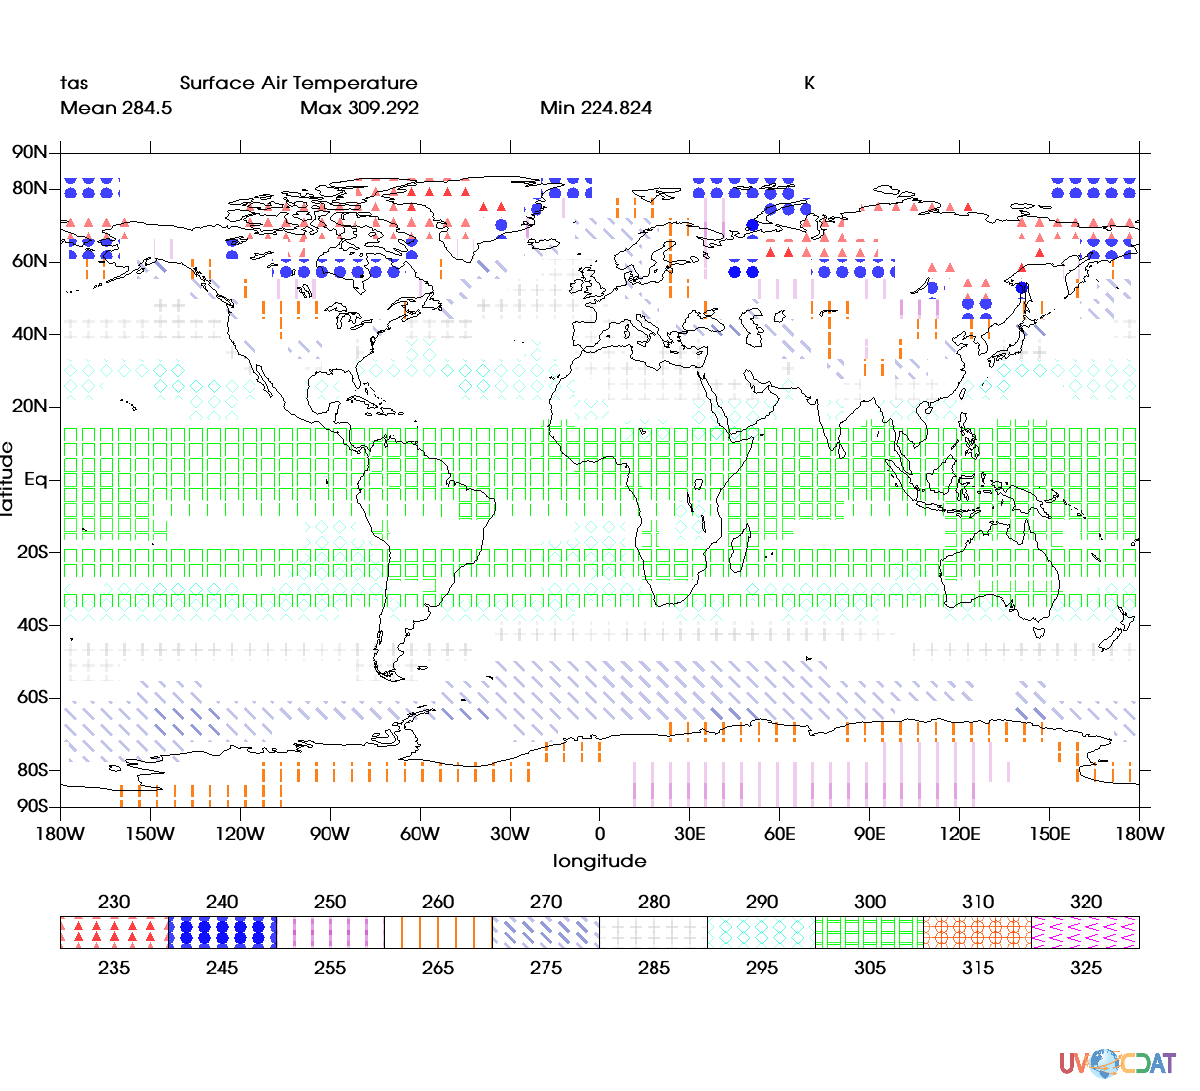 tas Surface Air Temperature K
Mean 284.5 Max 309.292 Min 224.824
90N
80N
60N
40N
20N
Eq
20S
40S
60S
80S
90S
latitude
180W 150W 120W 90W 60W 30W 0 30E 60E 90E 120E 150E 180W
longitude
230 240 250 260 270 280 290 300 310 320
235 245 255 265 275 285 295 305 315 325
UV CDAT